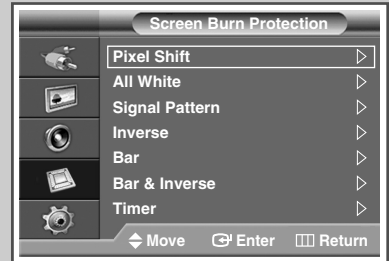 Screen Burn Protection
Pixel Shift
All White
Signal Pattern
Inverse
Bar
Bar & Inverse
Timer
Move Enter Return